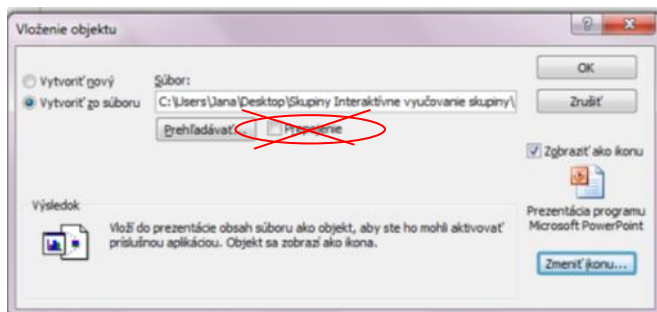 Vloženie objektu
Vytvoriť nový
Súbor:
OK
Vytvoriť zo súboru
C:\Users\Jana\Desktop\Skupiny Interaktívne vyučovanie skupiny\
Zrušiť
Prehľadávať...
Prepojenie
Zobraziť ako ikonu
Výsledok
Vloží do prezentácie obsah súboru ako objekt, aby ste ho mohli aktivovať
príslušnou aplikáciou. Objekt sa zobrazí ako ikona.
Prezentácia programu
Microsoft PowerPoint
Zmeniť ikonu...